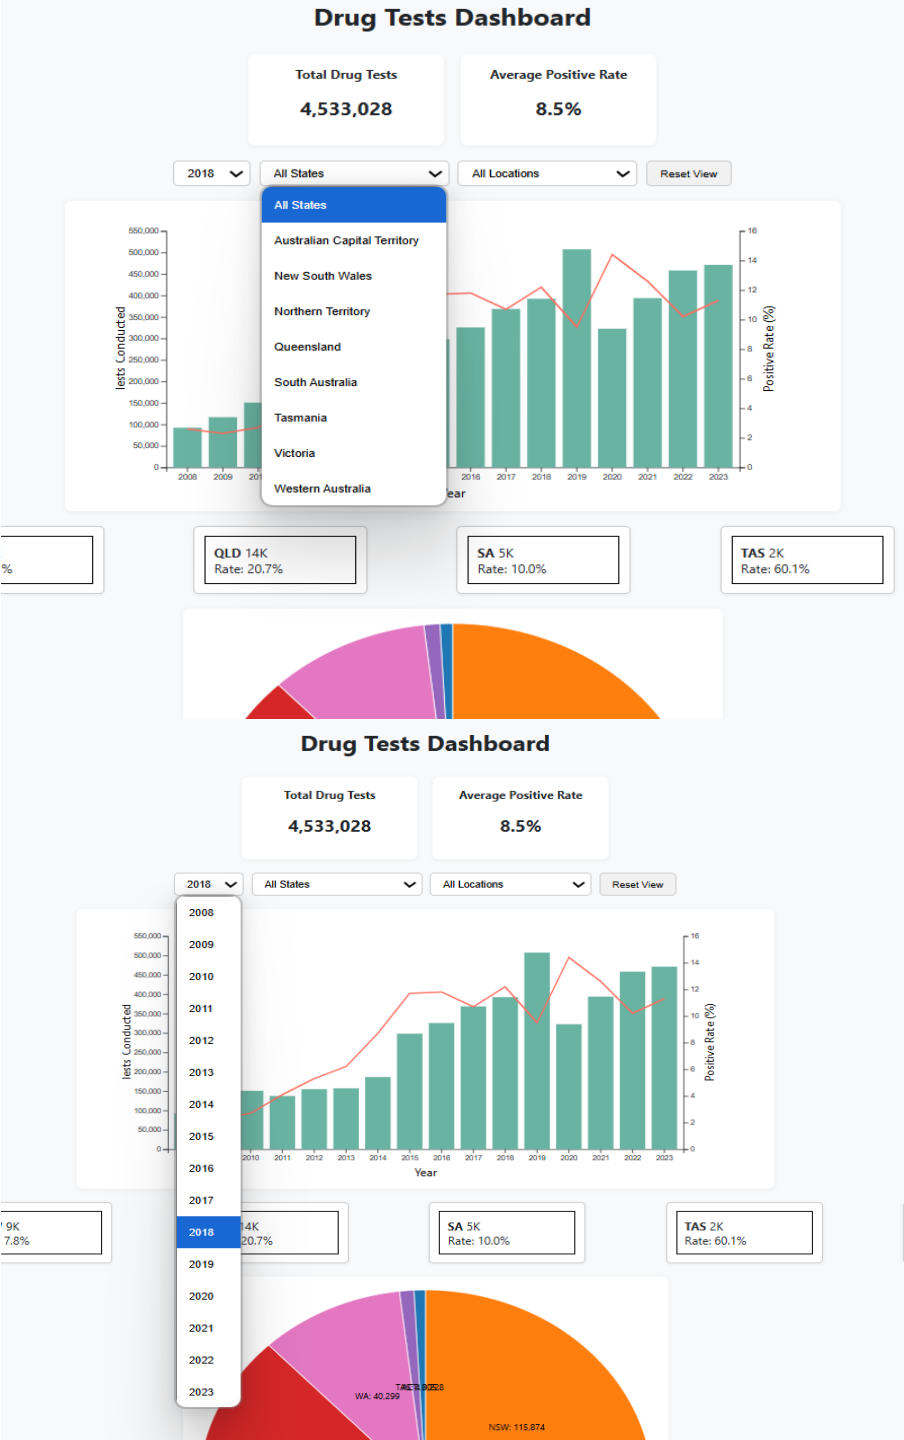 Drug Tests Dashboard
Total Drug Tests
4,533,028
Average Positive Rate
8.5%
2018
All States
All Locations
Reset View
All States
Australian Capital Territory
New South Wales
Northern Territory
Queensland
South Australia
Tasmania
Victoria
Western Australia
Tests Conducted
550,000
500,000
450,000
400,000
350,000
300,000
250,000
200,000
150,000
100,000
50,000
0
16
14
12
10
8
6
4
2
0
Positive Rate (%)
2008 2009 201 2016 2017 2018 2019 2020 2021 2022 2023
ear
%
QLD 14K
Rate: 20.7%
SA 5K
Rate: 10.0%
TAS 2K
Rate: 60.1%
Drug Tests Dashboard
Total Drug Tests
4,533,028
Average Positive Rate
8.5%
2018
All States
All Locations
Reset View
2008
2009
2010
2011
2012
2013
2014
2015
2016
2017
2018
2019
2020
2021
2022
2023
Tests Conducted
550,000
500,000
450,000
400,000
350,000
300,000
250,000
200,000
150,000
100,000
50,000
0
16
14
12
10
8
6
4
2
0
Positive Rate (%)
2010 2011 2012 2013 2014 2015 2016 2017 2018 2019 2020 2021 2022 2023
Year
9K
7.8%
14K
20.7%
SA 5K
Rate: 10.0%
TAS 2K
Rate: 60.1%
WA: 40,299
NSW: 115,874